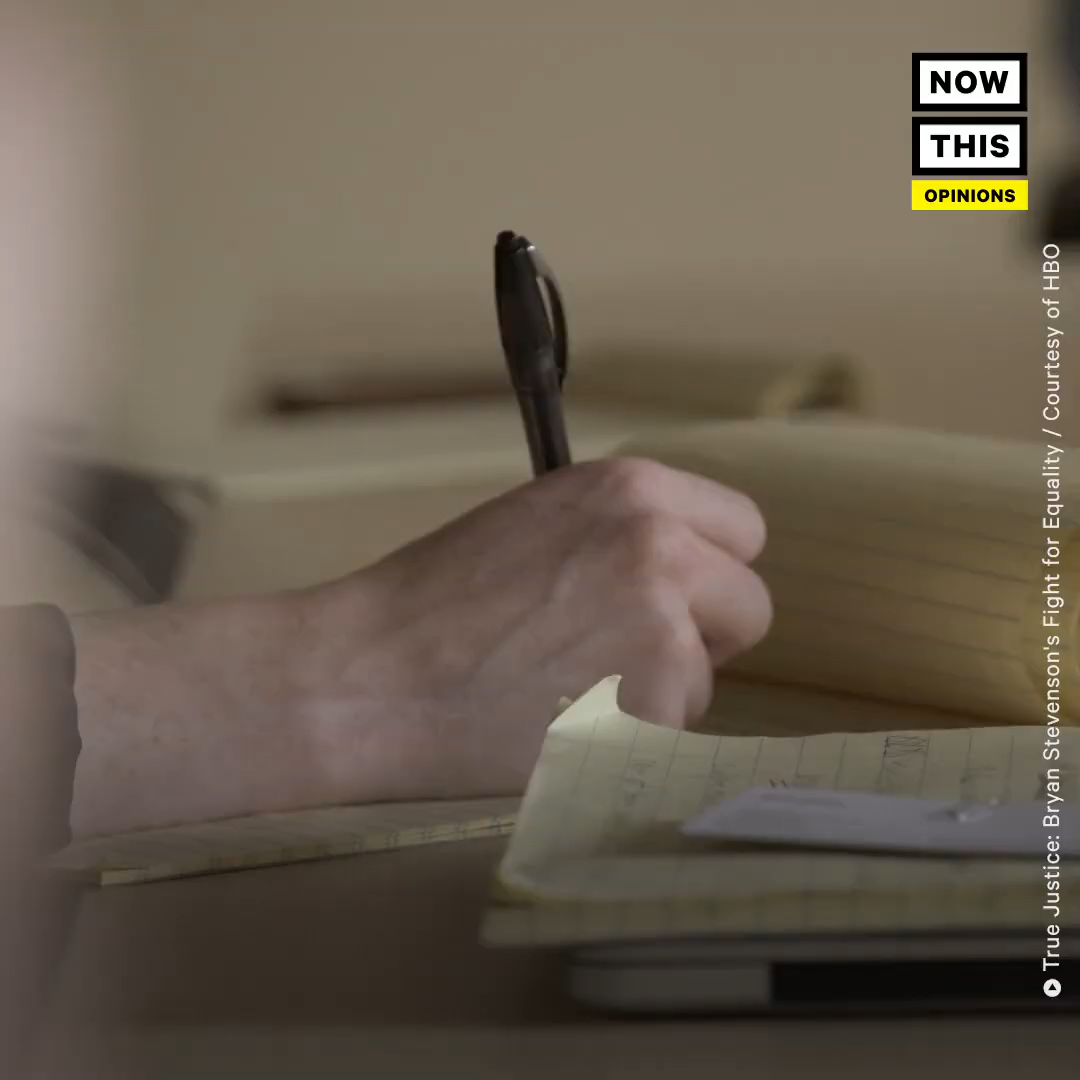 NOW
THIS
OPINIONS
True Justice: Bryan Stevenson's Fight for Equality / Courtesy of HBO